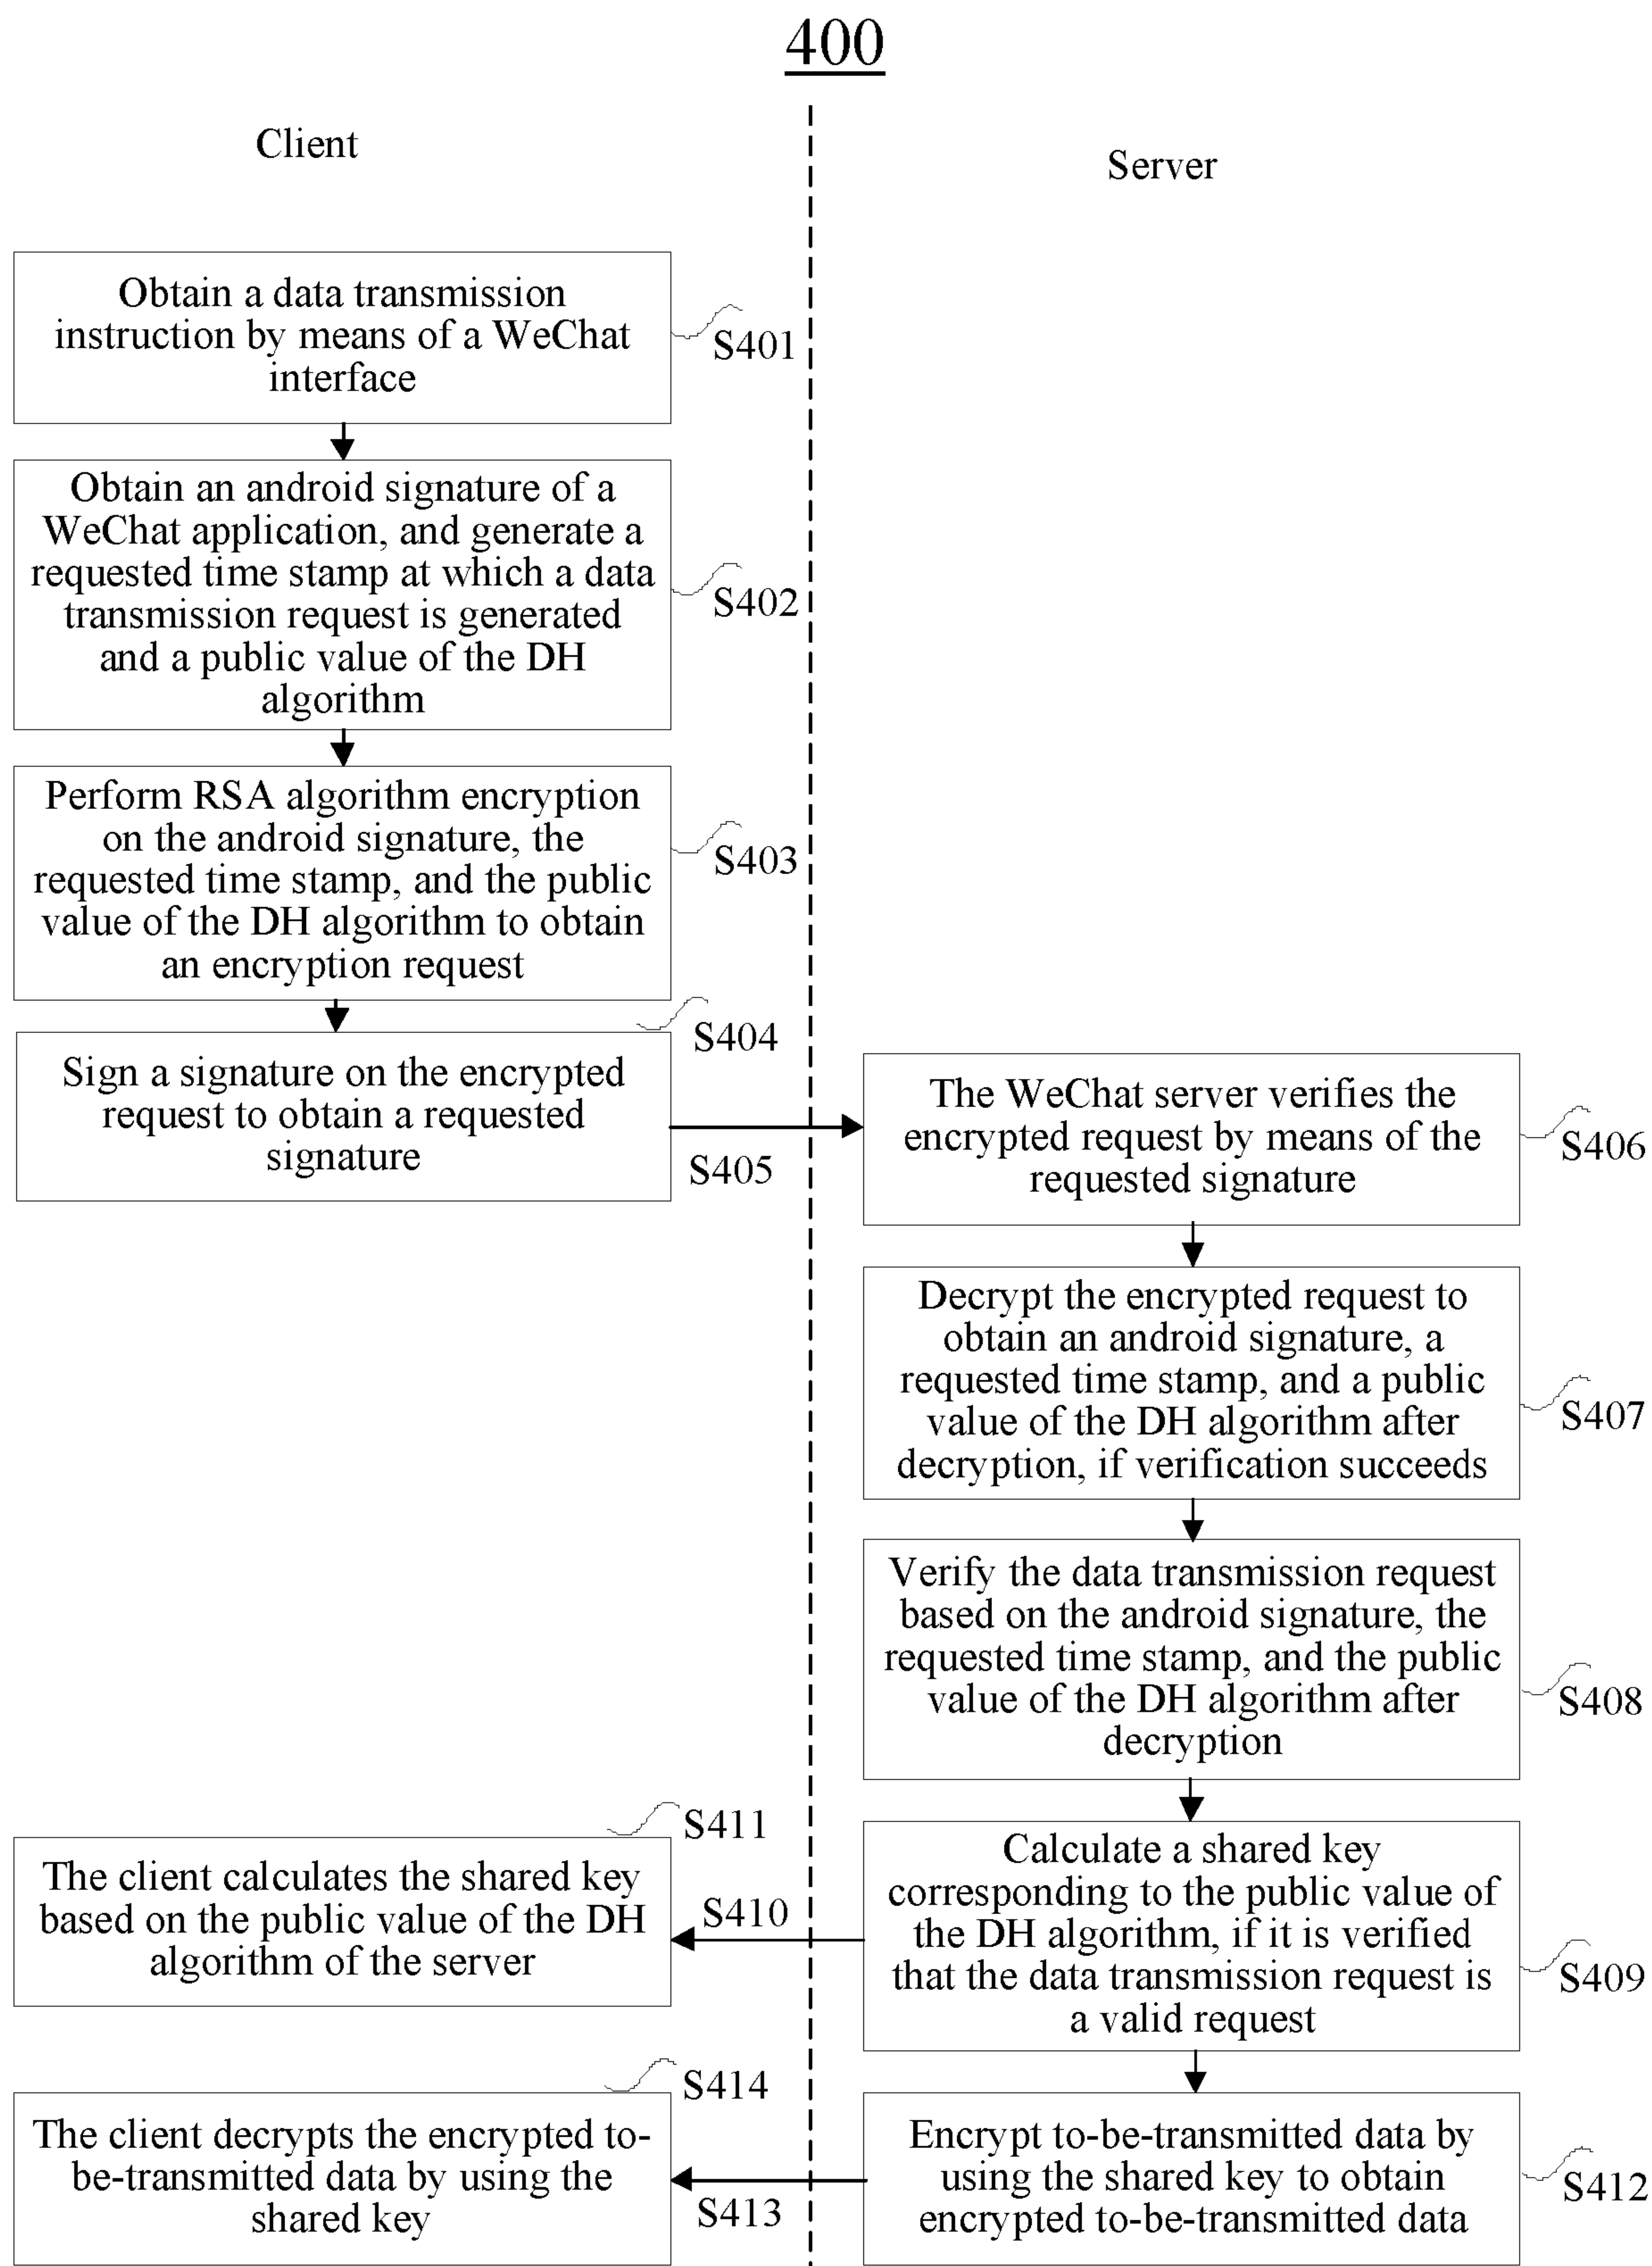 400
Client
Server
Obtain a data transmission
instruction by means of a WeChat
interface
S401
Obtain an android signature of a
WeChat application, and generate a
requested time stamp at which a data
transmission request is generated
and a public value of the DH
algorithm
S402
Perform RSA algorithm encryption
on the android signature, the
requested time stamp, and the public
value of the DH algorithm to obtain
an encryption request
S403
Sign a signature on the encrypted
request to obtain a requested
signature
S404
S405
The WeChat server verifies the
encrypted request by means of the
requested signature
S406
Decrypt the encrypted request to
obtain an android signature, a
requested time stamp, and a public
value of the DH algorithm after
decryption, if verification succeeds
S407
Verify the data transmission request
based on the android signature, the
requested time stamp, and the public
value of the DH algorithm after
decryption
S408
Calculate a shared key
corresponding to the public value of
the DH algorithm, if it is verified
that the data transmission request is
a valid request
S409
S410
S411
The client calculates the shared key
based on the public value of the DH
algorithm of the server
Encrypt to-be-transmitted data by
using the shared key to obtain
encrypted to-be-transmitted data
S412
S413
S414
The client decrypts the encrypted to-
be-transmitted data by using the
shared key